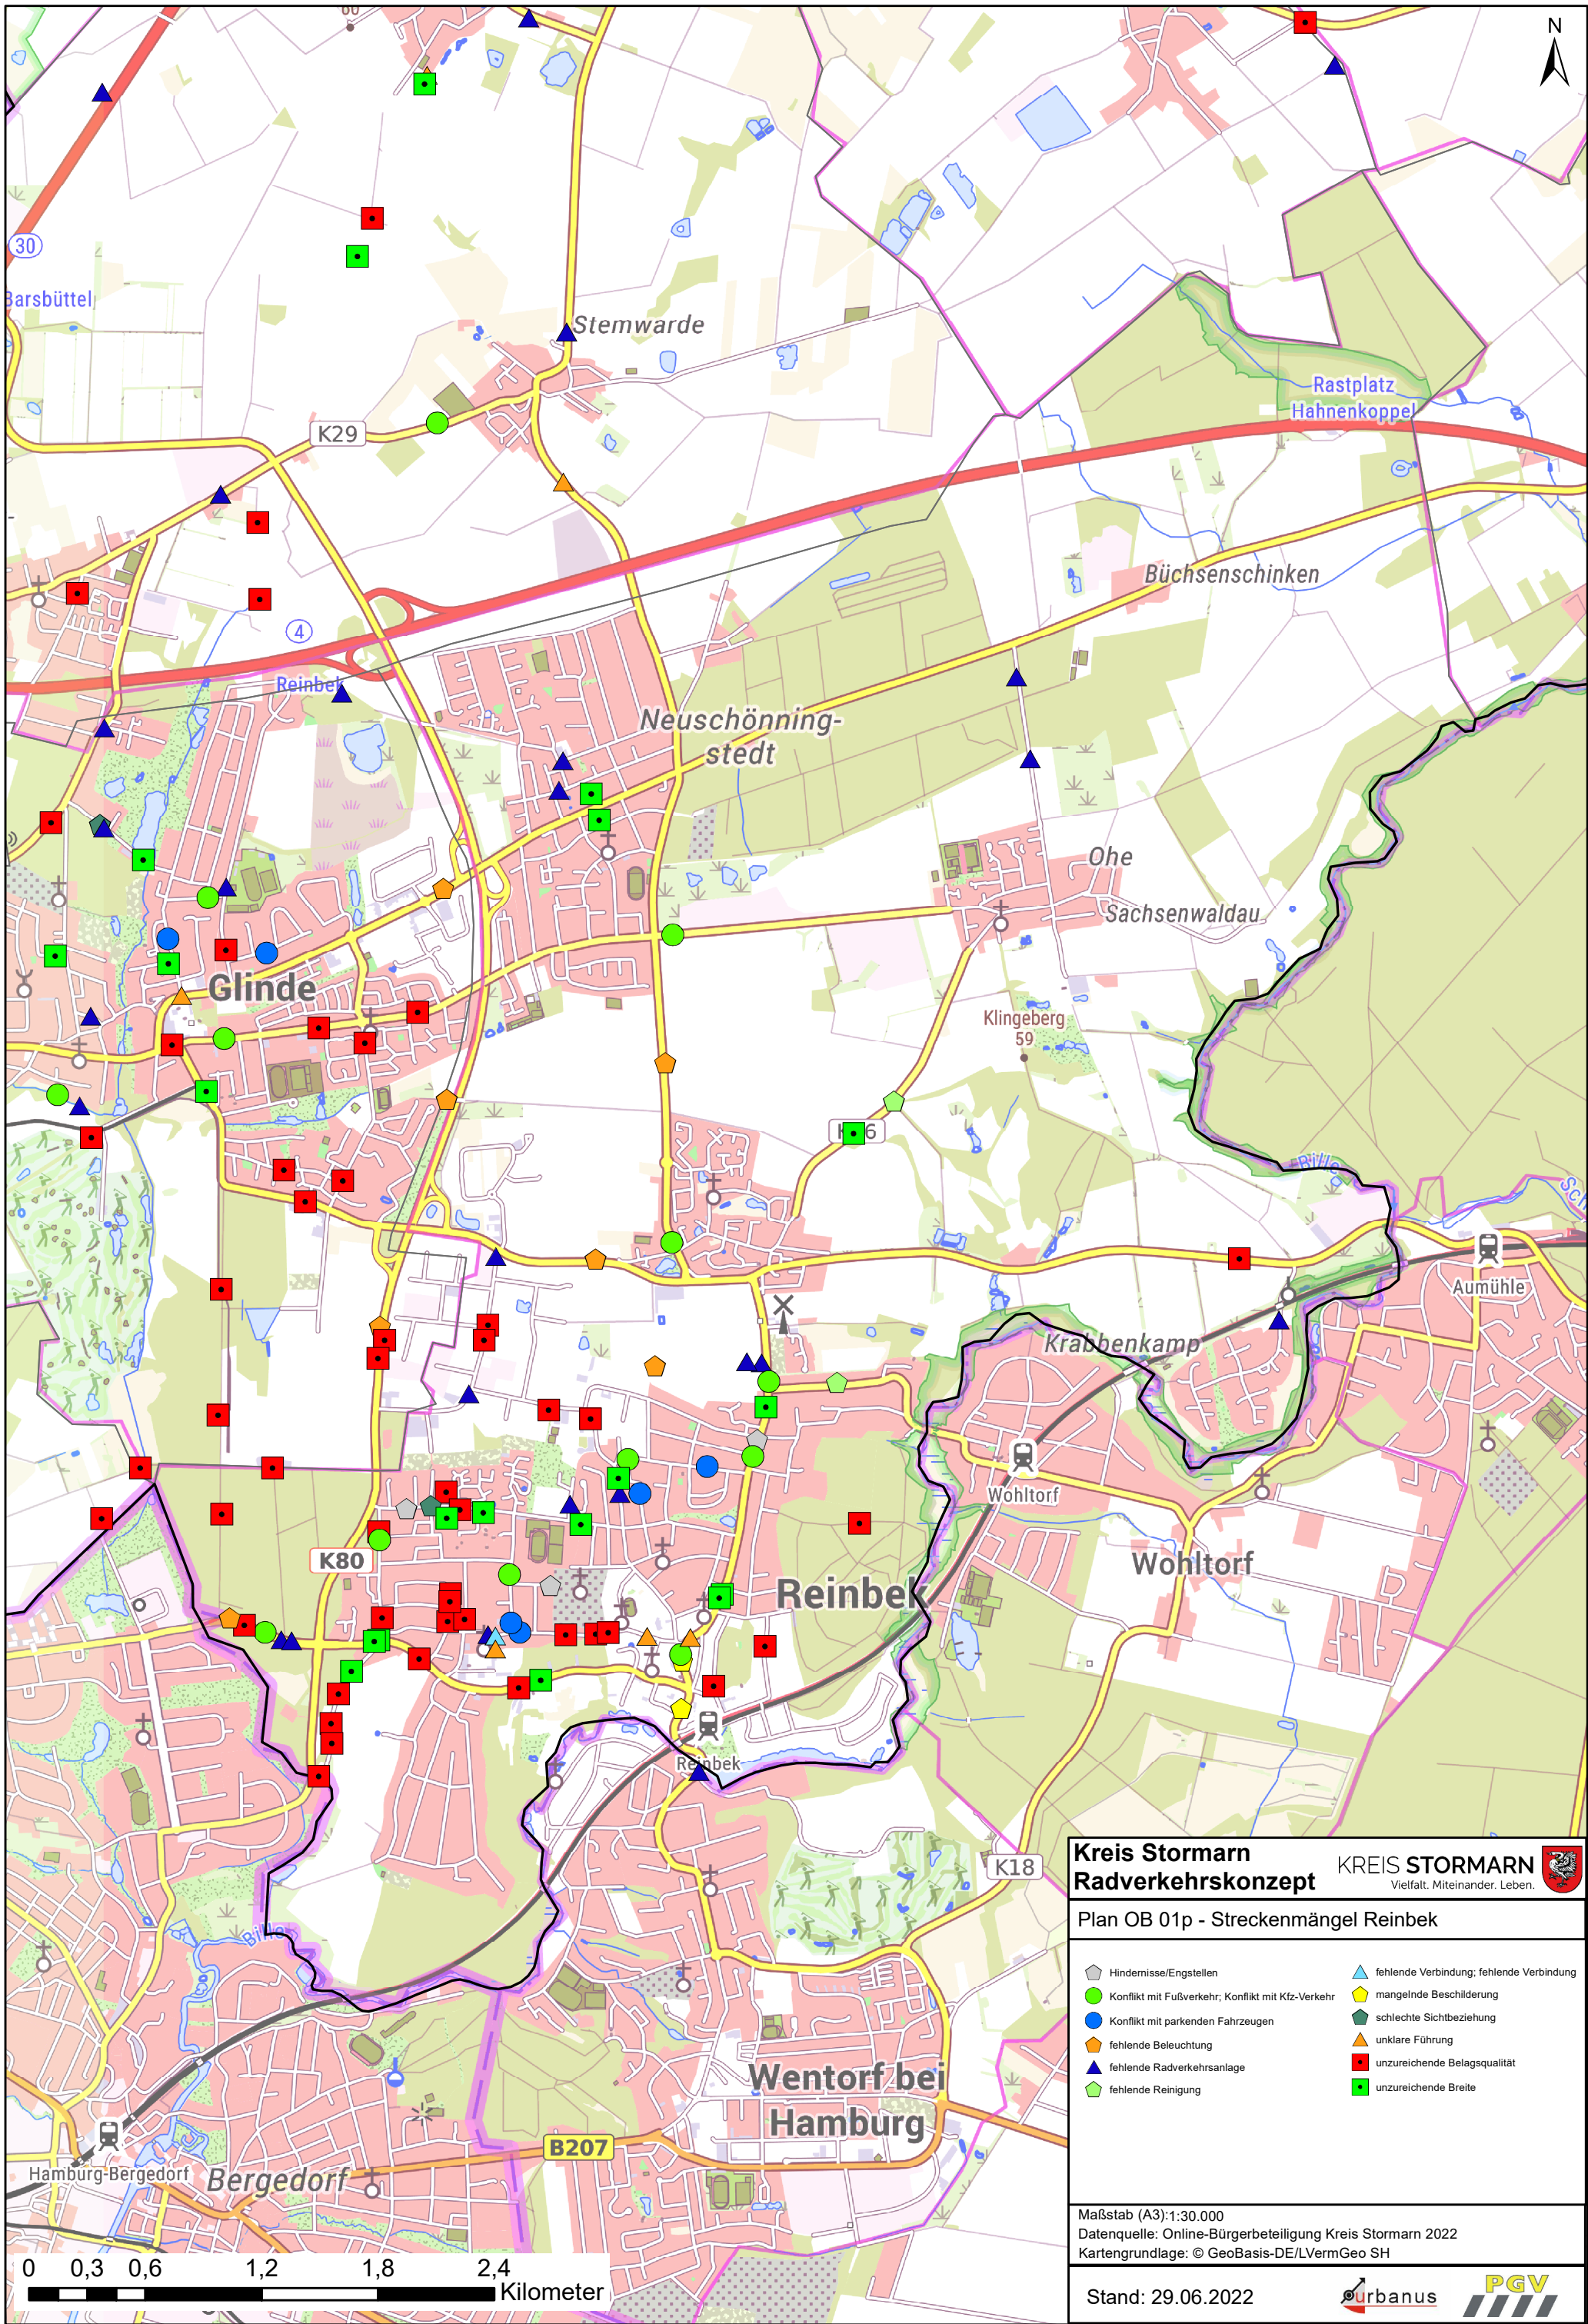 60
N
30
Barsbüttel
Stemwarde
K29
Rastplatz
Hahnenkoppel
Büchsenschinken
4
Reinbek
Neuschönning-
stedt
Ohe
Sachsenwaldau
Glinde
Klingeberg
59
Bille
Aumühle
Krabbenkamp
Wohltorf
K80
Wohltorf
Reinbek
Reinbek
K18
Bille
Wentorf bei
Hamburg
B207
Hamburg-Bergedorf
Bergedorf
0 0,3 0,6 1,2 1,8 2,4
Kilometer
Kreis Stormarn
Radverkehrskonzept
KREIS STORMARN
Vielfalt. Miteinander. Leben.
Plan OB 01p - Streckenmängel Reinbek
Hindernisse/Engstellen
Konflikt mit Fußverkehr; Konflikt mit Kfz-Verkehr
Konflikt mit parkenden Fahrzeugen
fehlende Beleuchtung
fehlende Radverkehrsanlage
fehlende Reinigung
fehlende Verbindung; fehlende Verbindung
mangelnde Beschilderung
schlechte Sichtbeziehung
unklare Führung
unzureichende Belagsqualität
unzureichende Breite
Maßstab (A3):1:30.000
Datenquelle: Online-Bürgerbeteiligung Kreis Stormarn 2022
Kartengrundlage: © GeoBasis-DE/LVermGeo SH
Stand: 29.06.2022
urbanus
PGV